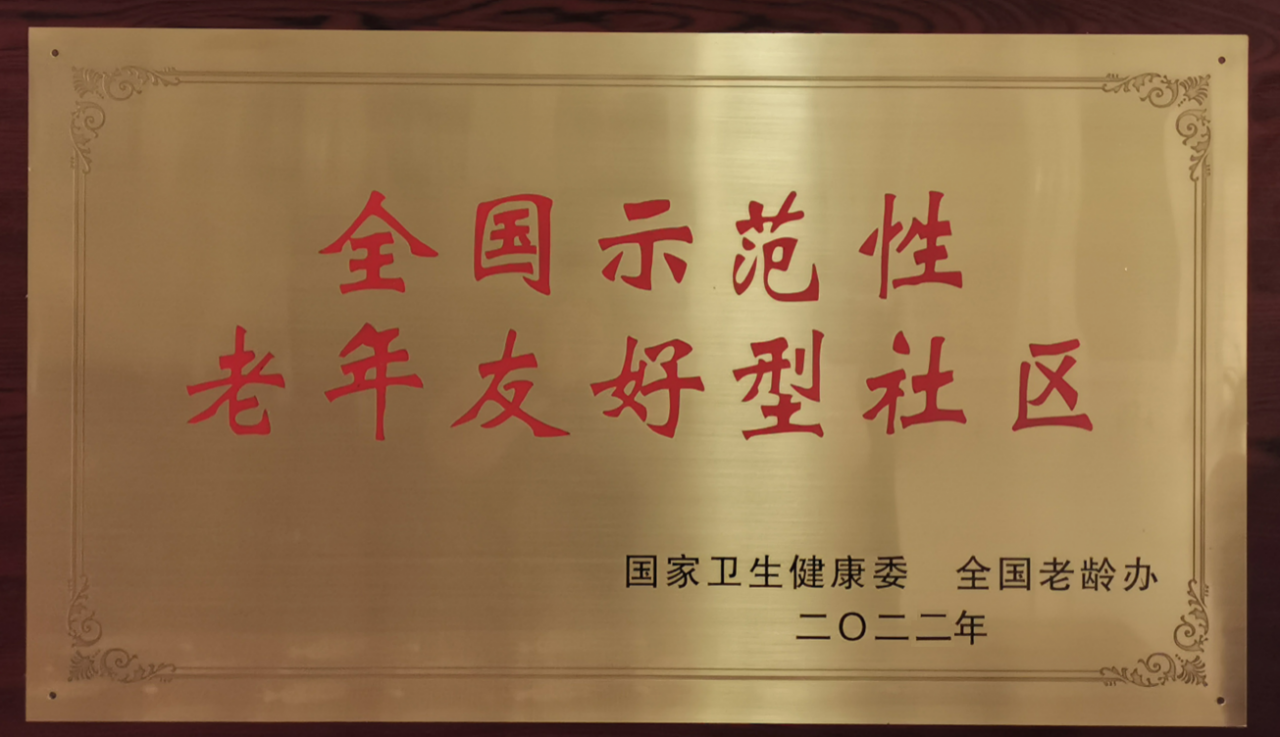 全国示范性
老年友好型社区
国家卫生健康委 全国老龄办
二〇二二年